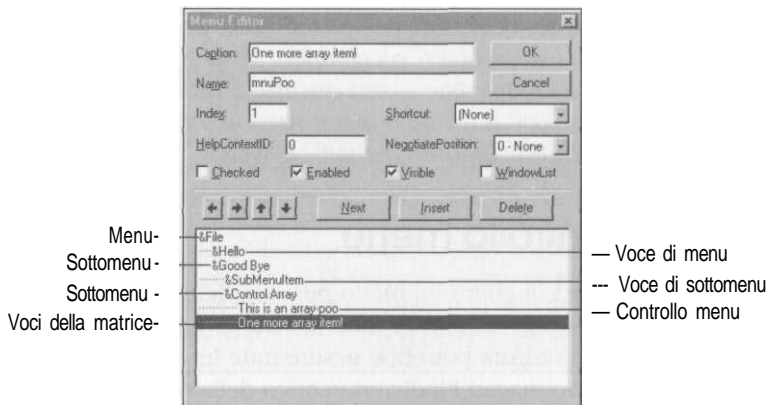 Menu Editor
Caption: One more array item! OK
Name: mnuPoo Cancel
Index: 1 Shortcut: (None)
HelpContextID: 0 NegotiatePosition: 0 - None
Checked Enabled Visible WindowList
Next Insert Delete
Menu- &File
&Hello — Voce di menu
Sottomenu - &Good Bye
&SubMenuItem --- Voce di sottomenu
Sottomenu - &Control Array
This is an array-poo — Controllo menu
Voci della matrice- One more array item!